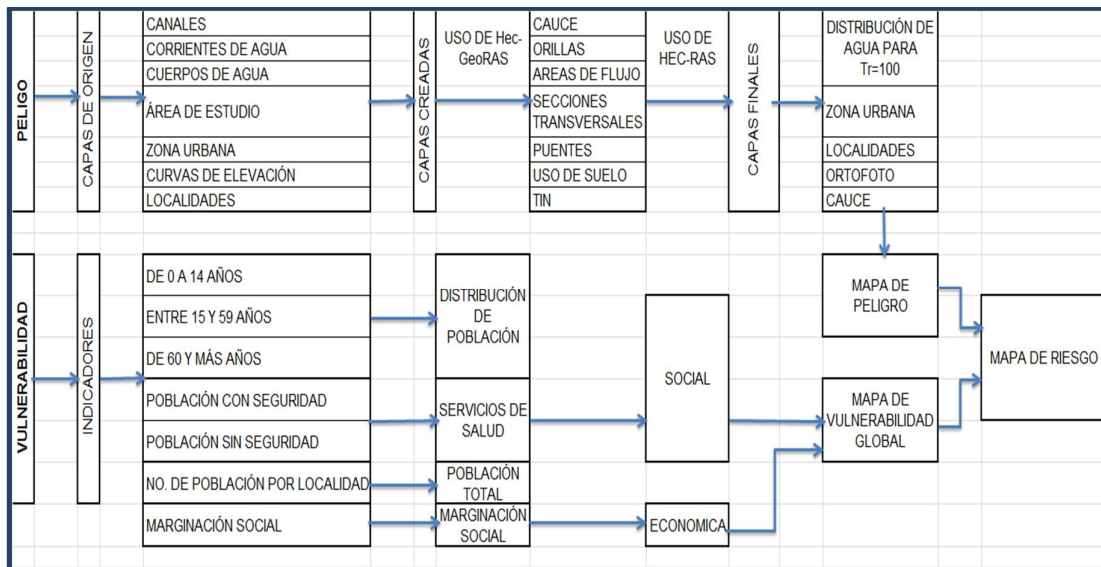 PELIGO
CAPAS DE ORIGEN
CANALES
CORRIENTES DE AGUA
CUERPOS DE AGUA
ÁREA DE ESTUDIO
ZONA URBANA
CURVAS DE ELEVACIÓN
LOCALIDADES
CAPAS CREADAS
USO DE Hec-
GeoRAS
CAUCE
ORILLAS
AREAS DE FLUJO
SECCIONES
TRANSVERSALES
PUENTES
USO DE SUELO
TIN
USO DE
HEC-RAS
CAPAS FINALES
DISTRIBUCIÓN DE
AGUA PARA
Tr=100
ZONA URBANA
LOCALIDADES
ORTOFOTO
CAUCE
VULNERABILIDAD
INDICADORES
DE 0 A 14 AÑOS
ENTRE 15 Y 59 AÑOS
DE 60 Y MÁS AÑOS
POBLACIÓN CON SEGURIDAD
POBLACIÓN SIN SEGURIDAD
NO. DE POBLACIÓN POR LOCALIDAD
MARGINACIÓN SOCIAL
DISTRIBUCIÓN
DE
POBLACIÓN
SERVICIOS DE
SALUD
POBLACIÓN
TOTAL
MARGINACIÓN
SOCIAL
SOCIAL
ECONOMICA
MAPA DE
PELIGRO
MAPA DE
VULNERABILIDAD
GLOBAL
MAPA DE RIESGO